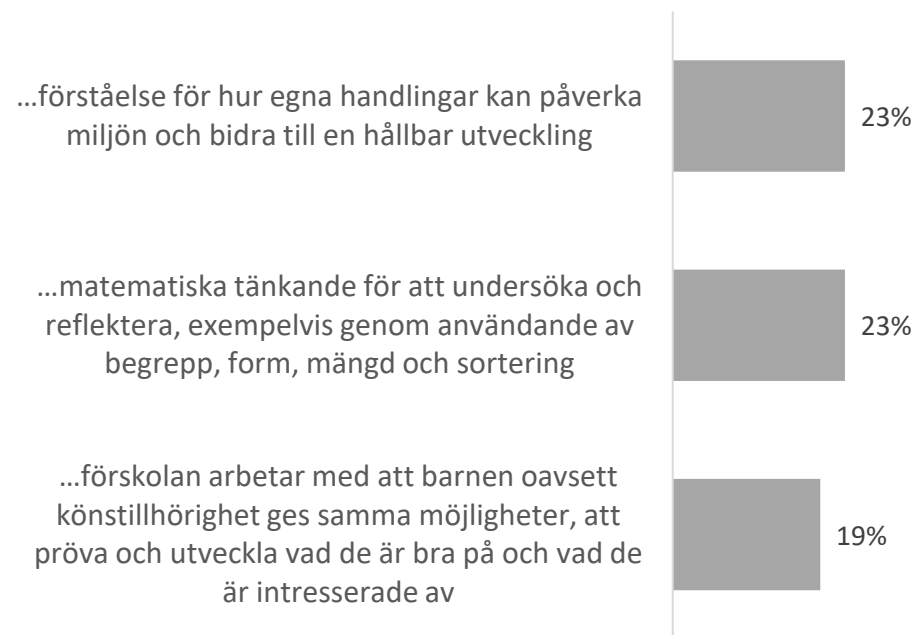 ...förståelse för hur egna handlingar kan påverka
miljön och bidra till en hållbar utveckling
23%
...matematiska tänkande för att undersöka och
reflektera, exempelvis genom användande av
begrepp, form, mängd och sortering
23%
...förskolan arbetar med att barnen oavsett
könstillhörighet ges samma möjligheter, att
pröva och utveckla vad de är bra på och vad de
är intresserade av
19%